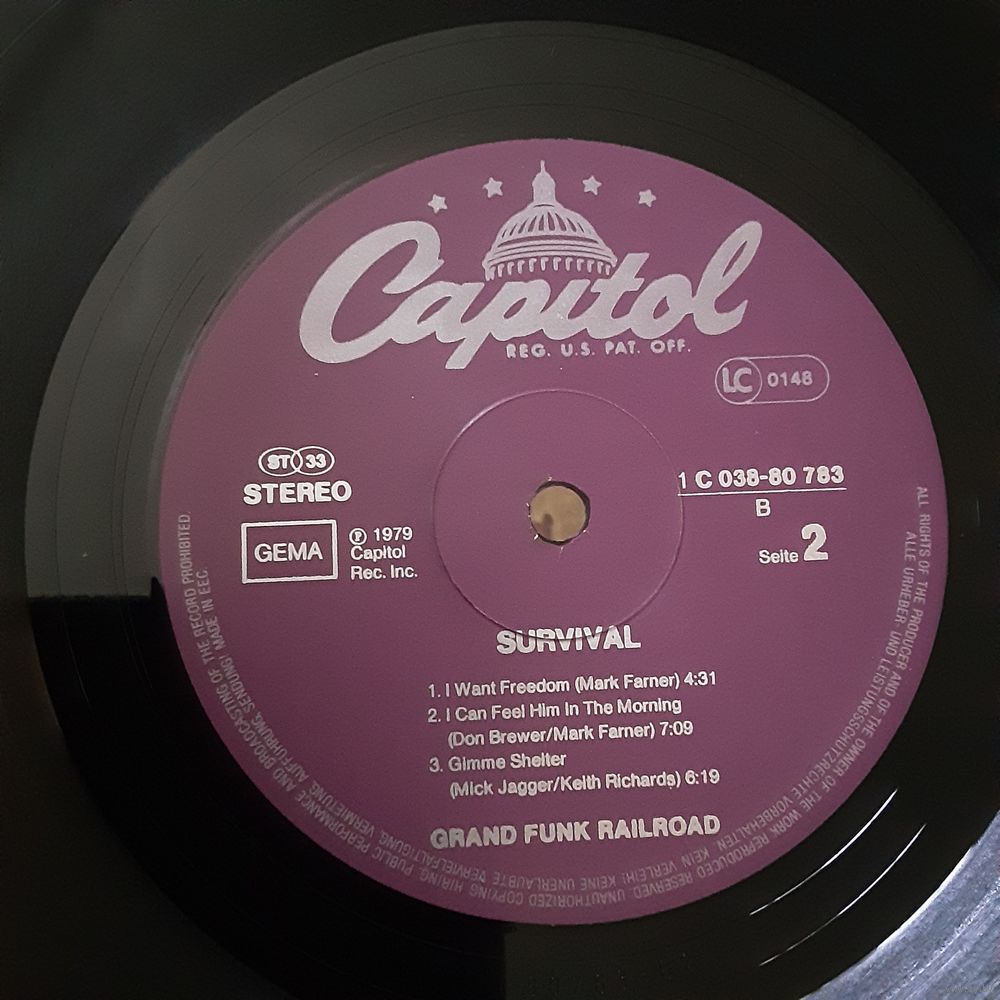 Capitol
REG. U.S. PAT. OFF.
LC 0148
ST 33
STEREO
GEMA
℗ 1979
Capitol
Rec. Inc.
1 C 038-80 783
B
Seite 2
SURVIVAL
1. I Want Freedom (Mark Farner) 4:31
2. I Can Feel Him In The Morning
(Don Brewer/Mark Farner) 7:09
3. Gimme Shelter
(Mick Jagger/Keith Richards) 6:19
GRAND FUNK RAILROAD
ALL RIGHTS OF THE PRODUCER AND OF THE OWNER OF THE WORK REPRODUCED RESERVED. UNAUTHORIZED COPYING HIRING, PUBLIC PERFORMANCE AND BROADCASTING OF THE RECORD PROHIBITED.
ALLE URHEBER- UND LEISTUNGSSCHUTZRECHTE VORBEHALTEN. KEIN VERLEIH! KEINE UNERLAUBTE VERVIELFÄLTIGUNG, VERMIETUNG, AUFFÜHRUNG, SENDUNG! MADE IN EEC.